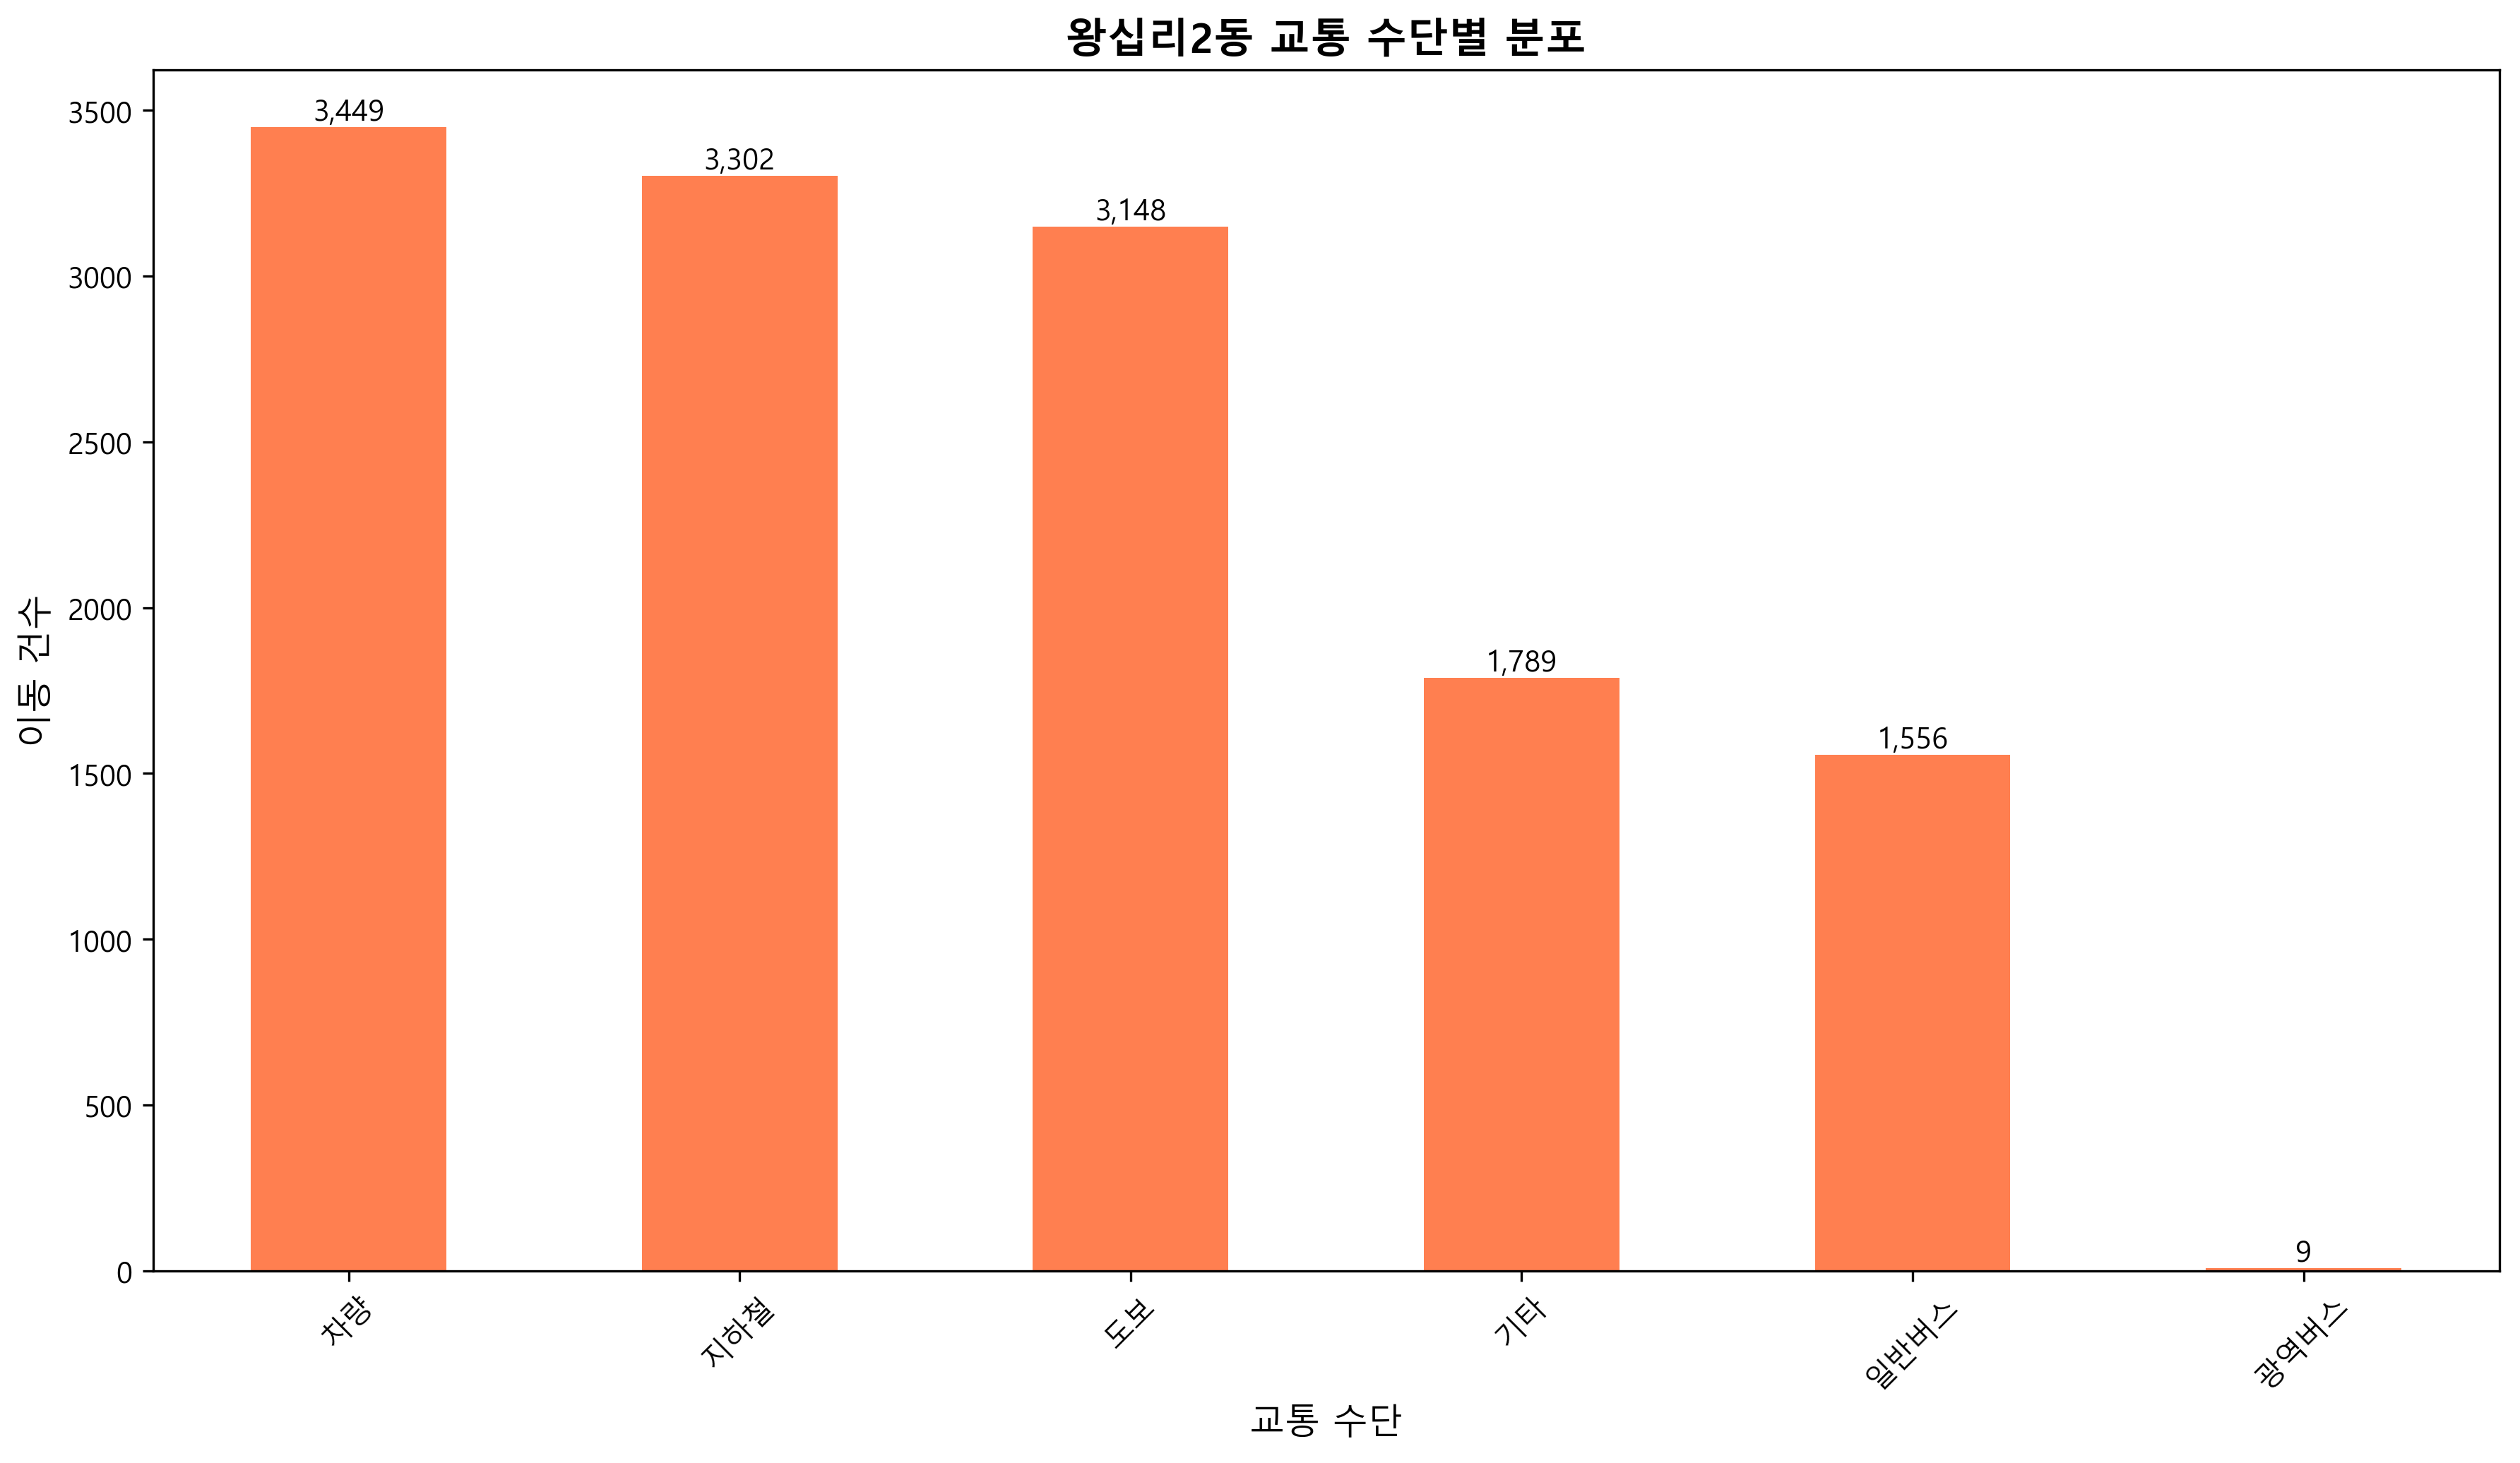 왕십리2동 교통 수단별 분포
이동 건수
3500
3000
2500
2000
1500
1000
500
0
3,449
3,302
3,148
1,789
1,556
9
차량
지하철
도보
기타
일반버스
광역버스
교통 수단